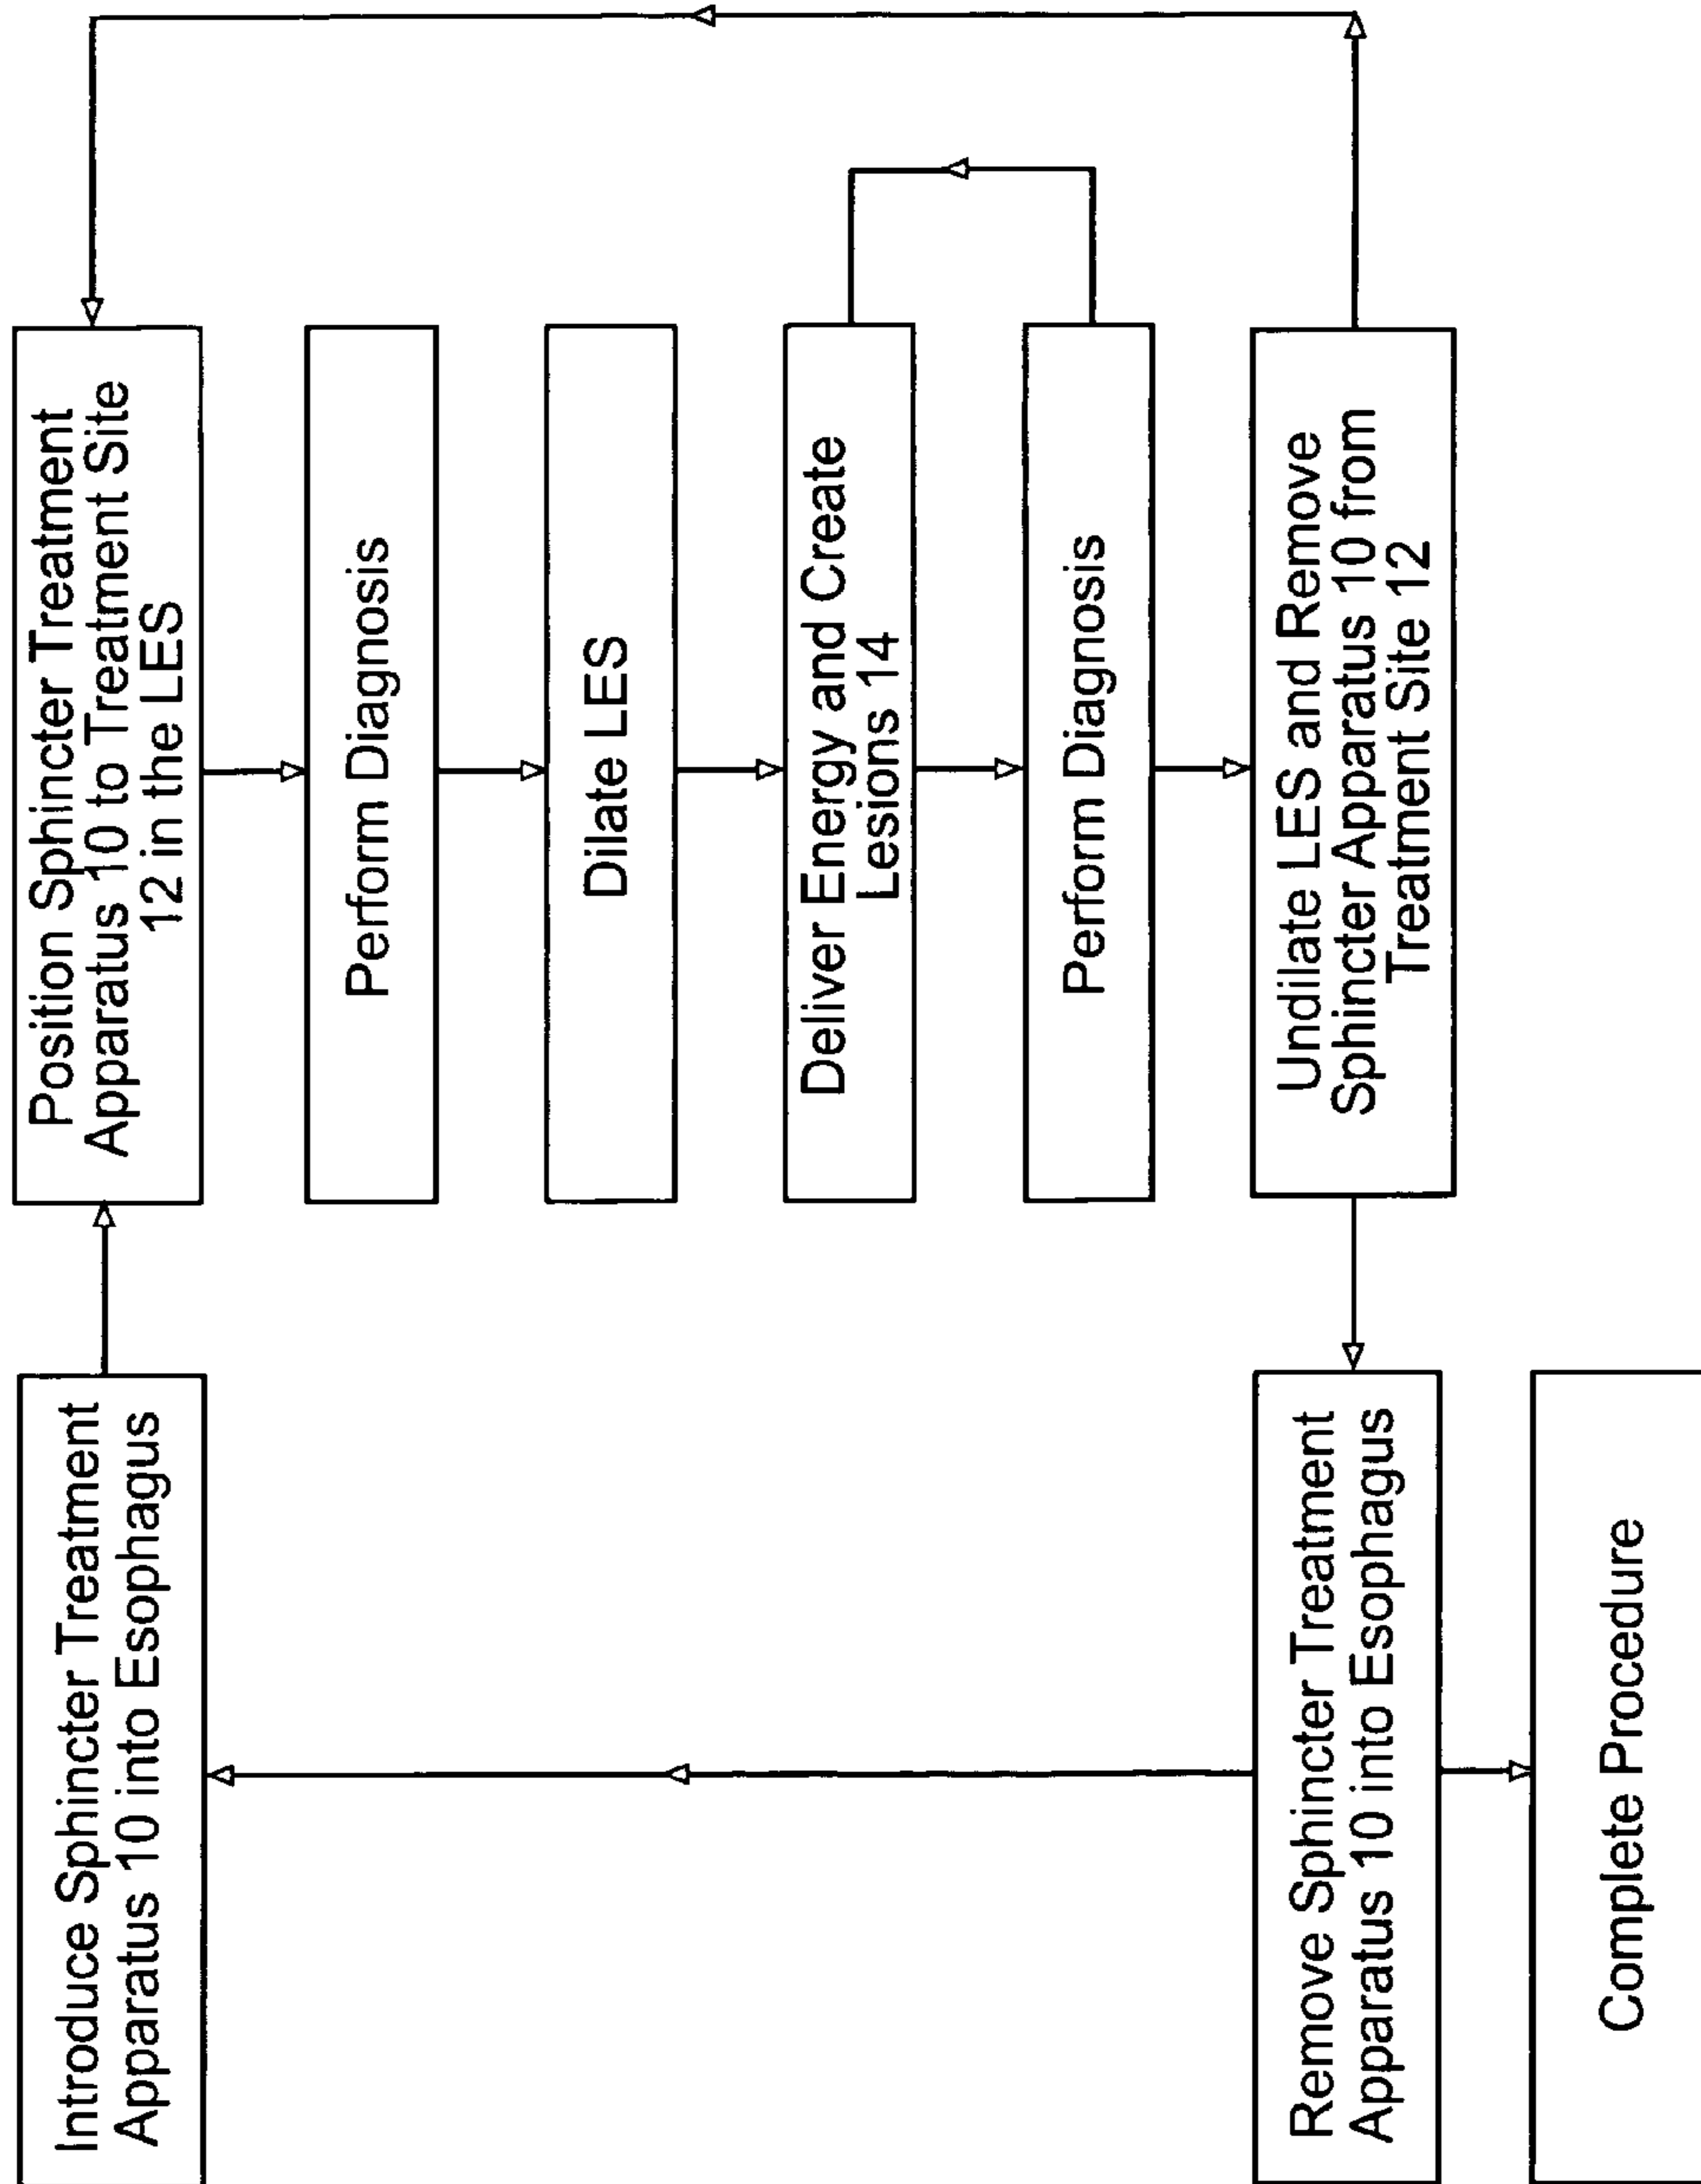 Introduce Sphincter Treatment
Apparatus 10 into Esophagus
Position Sphincter Treatment
Apparatus 10 to Treatment Site
12 in the LES
Perform Diagnosis
Dilate LES
Deliver Energy and Create
Lesions 14
Perform Diagnosis
Undilate LES and Remove
Sphincter Apparatus 10 from
Treatment Site 12
Remove Sphincter Treatment
Apparatus 10 into Esophagus
Complete Procedure